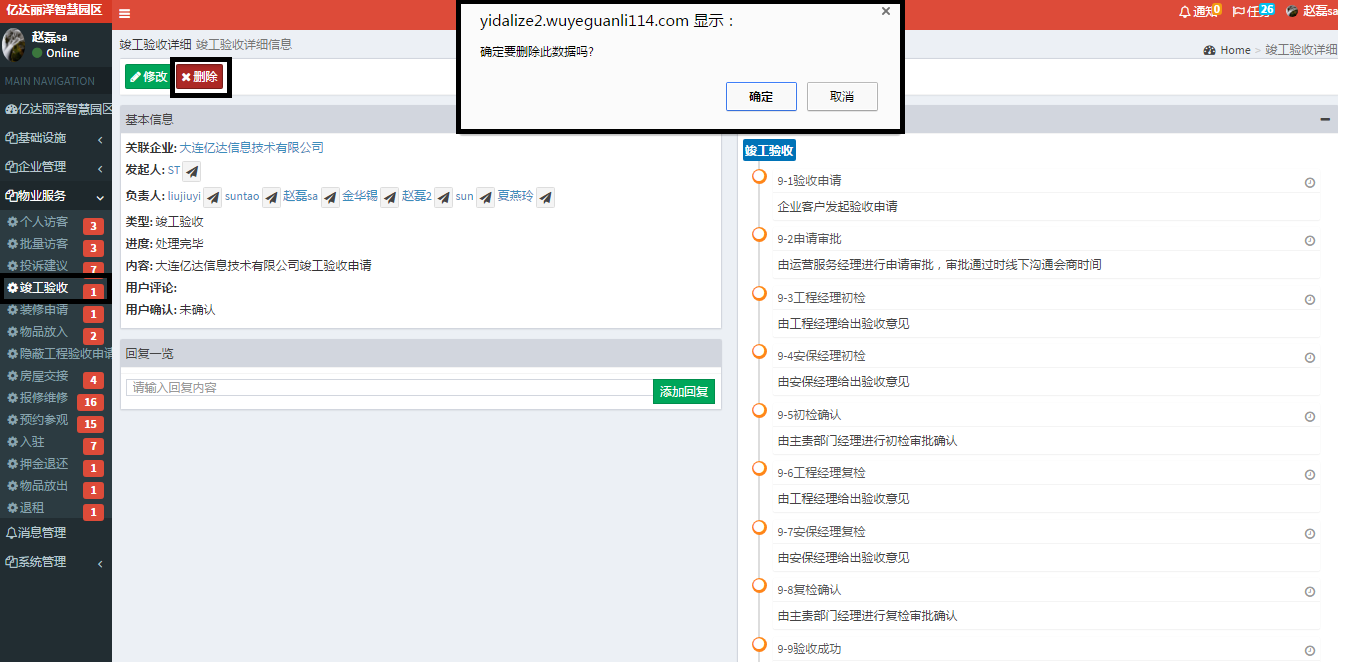 亿达丽泽智慧园区
通知 0
任务 26
赵磊sa
赵磊sa
Online
MAIN NAVIGATION
亿达丽泽智慧园区
基础设施
企业管理
物业服务
个人访客 3
批量访客 3
投诉建议 7
竣工验收 1
装修申请 1
物品放入 2
隐蔽工程验收申请
房屋交接 4
报修维修 16
预约参观 15
入驻 7
押金退还 1
物品放出 1
退租 1
消息管理
系统管理
yidalize2.wuyeguanli114.com 显示：
确定要删除此数据吗?
确定 取消
竣工验收详细 竣工验收详细信息
Home > 竣工验收详细
修改 删除
基本信息
关联企业: 大连亿达信息技术有限公司
发起人: ST
负责人: liujiuyi suntao 赵磊sa 金华锡 赵磊2 sun 夏燕玲
类型: 竣工验收
进度: 处理完毕
内容: 大连亿达信息技术有限公司竣工验收申请
用户评论:
用户确认: 未确认
回复一览
请输入回复内容 添加回复
竣工验收
9-1验收申请
企业客户发起验收申请
9-2申请审批
由运营服务经理进行申请审批，审批通过时线下沟通会商时间
9-3工程经理初检
由工程经理给出验收意见
9-4安保经理初检
由安保经理给出验收意见
9-5初检确认
由主责部门经理进行初检审批确认
9-6工程经理复检
由工程经理给出验收意见
9-7安保经理复检
由安保经理给出验收意见
9-8复检确认
由主责部门经理进行复检审批确认
9-9验收成功